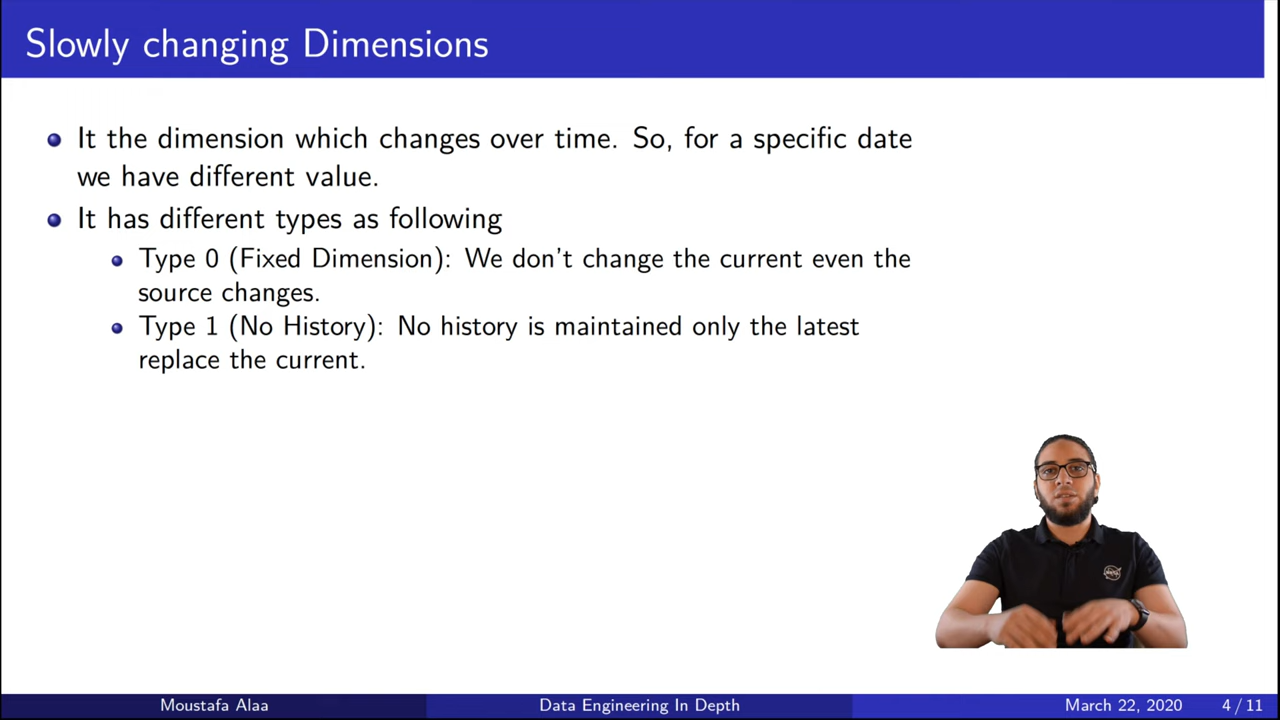 Slowly changing Dimensions
It the dimension which changes over time. So, for a specific date
we have different value.
It has different types as following
Type 0 (Fixed Dimension): We don't change the current even the
source changes.
Type 1 (No History): No history is maintained only the latest
replace the current.
NASA
Moustafa Alaa Data Engineering In Depth March 22, 2020 4 / 11